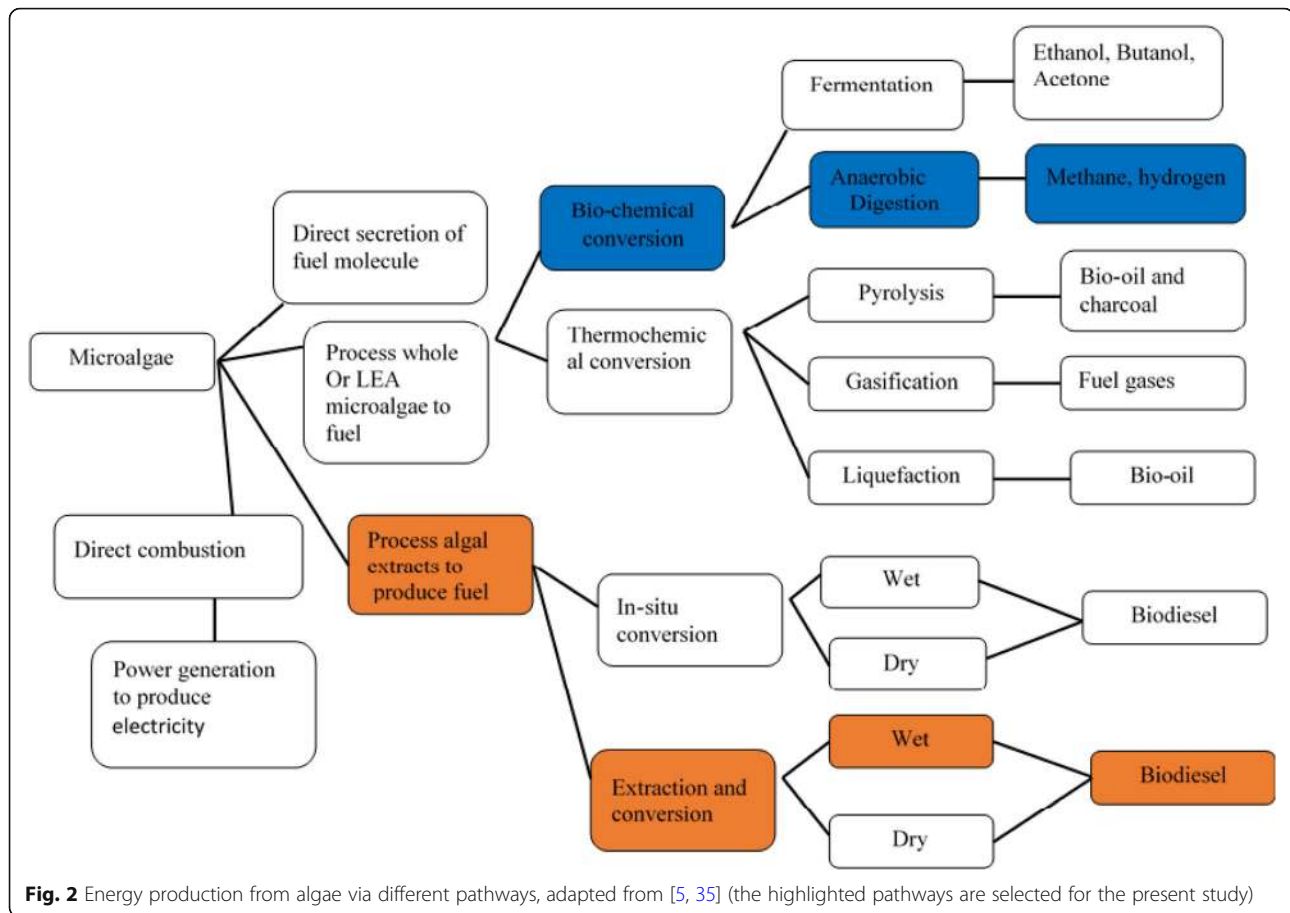 Ethanol, Butanol,
Acetone
Fermentation
Anaerobic
Digestion
Methane, hydrogen
Bio-chemical
conversion
Direct secretion of
fuel molecule
Pyrolysis
Bio-oil and
charcoal
Microalgae
Process whole
Or LEA
microalgae to
fuel
Thermochemic
al conversion
Gasification
Fuel gases
Liquefaction
Bio-oil
Direct combustion
Process algal
extracts to
produce fuel
Wet
In-situ
conversion
Biodiesel
Dry
Power generation
to produce
electricity
Wet
Extraction and
conversion
Biodiesel
Dry
Fig. 2 Energy production from algae via different pathways, adapted from [5, 35] (the highlighted pathways are selected for the present study)